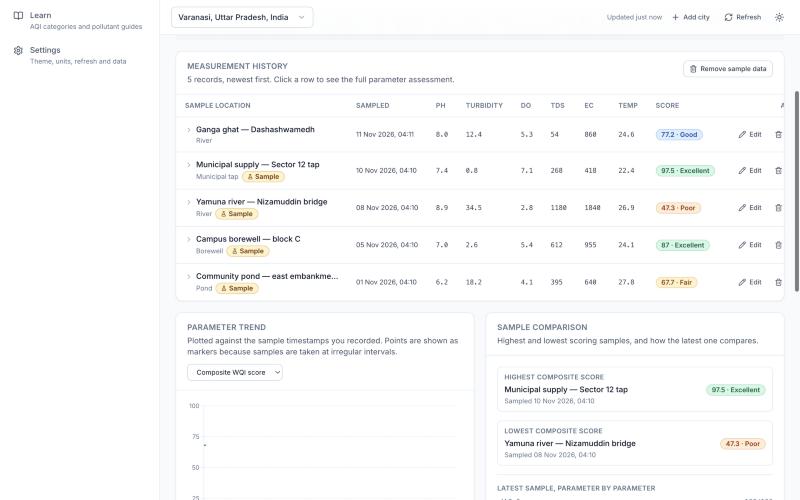 Learn
AQI categories and pollutant guides
Settings
Theme, units, refresh and data
Varanasi, Uttar Pradesh, India
Updated just now
Add city
Refresh
MEASUREMENT HISTORY
5 records, newest first. Click a row to see the full parameter assessment.
Remove sample data
SAMPLE LOCATION SAMPLED PH TURBIDITY DO TDS EC TEMP SCORE A
Ganga ghat — Dashashwamedh 11 Nov 2026, 04:11 8.0 12.4 5.3 54 860 24.6 77.2 · Good Edit
River
Municipal supply — Sector 12 tap 10 Nov 2026, 04:10 7.4 0.8 7.1 268 418 22.4 97.5 · Excellent Edit
Municipal tap Sample
Yamuna river — Nizamuddin bridge 08 Nov 2026, 04:10 8.9 34.5 2.8 1180 1840 26.9 47.3 · Poor Edit
River Sample
Campus borewell — block C 05 Nov 2026, 04:10 7.0 2.6 5.4 612 955 24.1 87 · Excellent Edit
Borewell Sample
Community pond — east embankme... 01 Nov 2026, 04:10 6.2 18.2 4.1 395 640 27.8 67.7 · Fair Edit
Pond Sample
PARAMETER TREND
Plotted against the sample timestamps you recorded. Points are shown as
markers because samples are taken at irregular intervals.
Composite WQI score
100
75
50
25
SAMPLE COMPARISON
Highest and lowest scoring samples, and how the latest one compares.
HIGHEST COMPOSITE SCORE
Municipal supply — Sector 12 tap 97.5 · Excellent
Sampled 10 Nov 2026, 04:10
LOWEST COMPOSITE SCORE
Yamuna river — Nizamuddin bridge 47.3 · Poor
Sampled 08 Nov 2026, 04:10
LATEST SAMPLE, PARAMETER BY PARAMETER